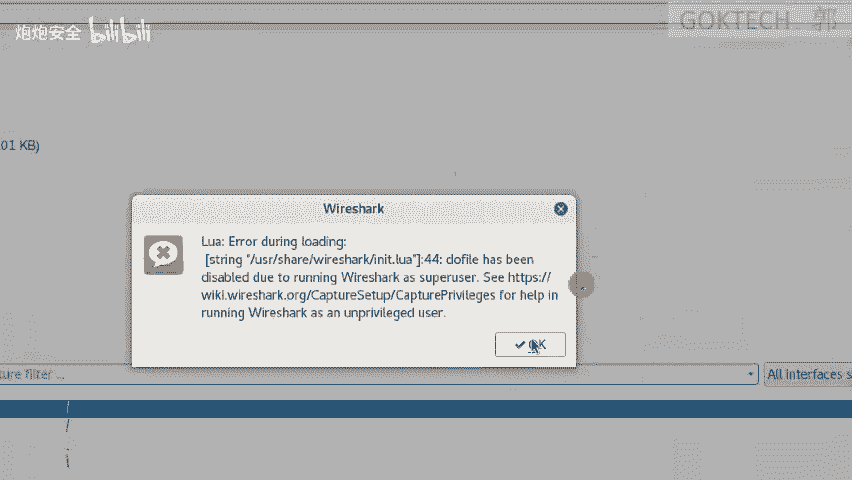 炮炮安全 bilibili
GOKTECH 郭
01 KB)
Wireshark
Lua: Error during loading:
[string "/usr/share/wireshark/init.lua"]:44: dofile has been
disabled due to running Wireshark as superuser. See https://
wiki.wireshark.org/CaptureSetup/CapturePrivileges for help in
running Wireshark as an unprivileged user.
OK
ture filter ...
All interfaces s